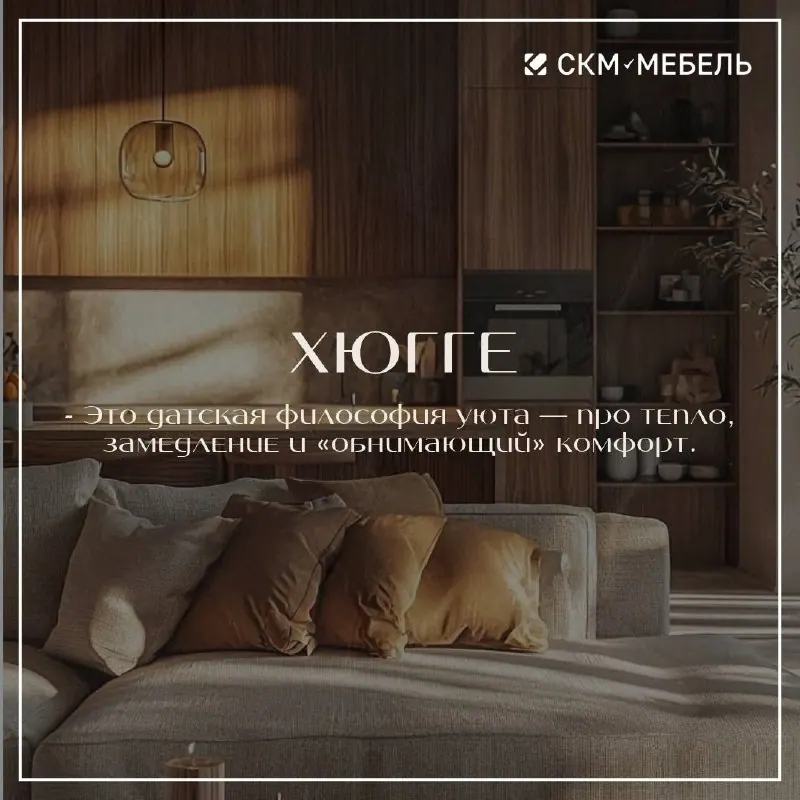 СКМ✓МЕБЕЛЬ
ХЮГГЕ
- Это датская философия уюта — про тепло,
замедление и «обнимающий» комфорт.